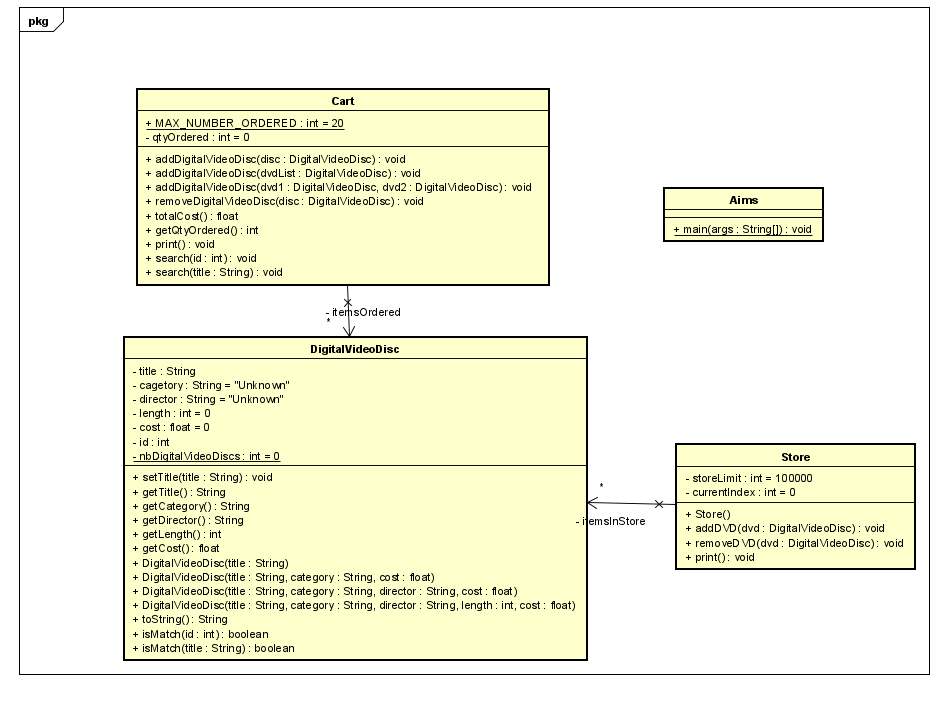 pkg
Cart
+ MAX_NUMBER_ORDERED : int = 20
- qtyOrdered : int = 0
+ addDigitalVideoDisc(disc : DigitalVideoDisc) : void
+ addDigitalVideoDisc(dvdList : DigitalVideoDisc) : void
+ addDigitalVideoDisc(dvd1 : DigitalVideoDisc, dvd2 : DigitalVideoDisc) : void
+ removeDigitalVideoDisc(disc : DigitalVideoDisc) : void
+ totalCost() : float
+ getQtyOrdered() : int
+ print() : void
+ search(id : int) : void
+ search(title : String) : void
Aims
+ main(args : String[]) : void
- itemsOrdered
*
DigitalVideoDisc
- title : String
- cagetory : String = "Unknown"
- director : String = "Unknown"
- length : int = 0
- cost : float = 0
- id : int
- nbDigitalVideoDiscs : int = 0
+ setTitle(title : String) : void
+ getTitle() : String
+ getCategory() : String
+ getDirector() : String
+ getLength() : int
+ getCost() : float
+ DigitalVideoDisc(title : String)
+ DigitalVideoDisc(title : String, category : String, cost : float)
+ DigitalVideoDisc(title : String, category : String, director : String, cost : float)
+ DigitalVideoDisc(title : String, category : String, director : String, length : int, cost : float)
+ toString() : String
+ isMatch(id : int) : boolean
+ isMatch(title : String) : boolean
*
- itemsInStore
Store
- storeLimit : int = 100000
- currentIndex : int = 0
+ Store()
+ addDVD(dvd : DigitalVideoDisc) : void
+ removeDVD(dvd : DigitalVideoDisc) : void
+ print() : void